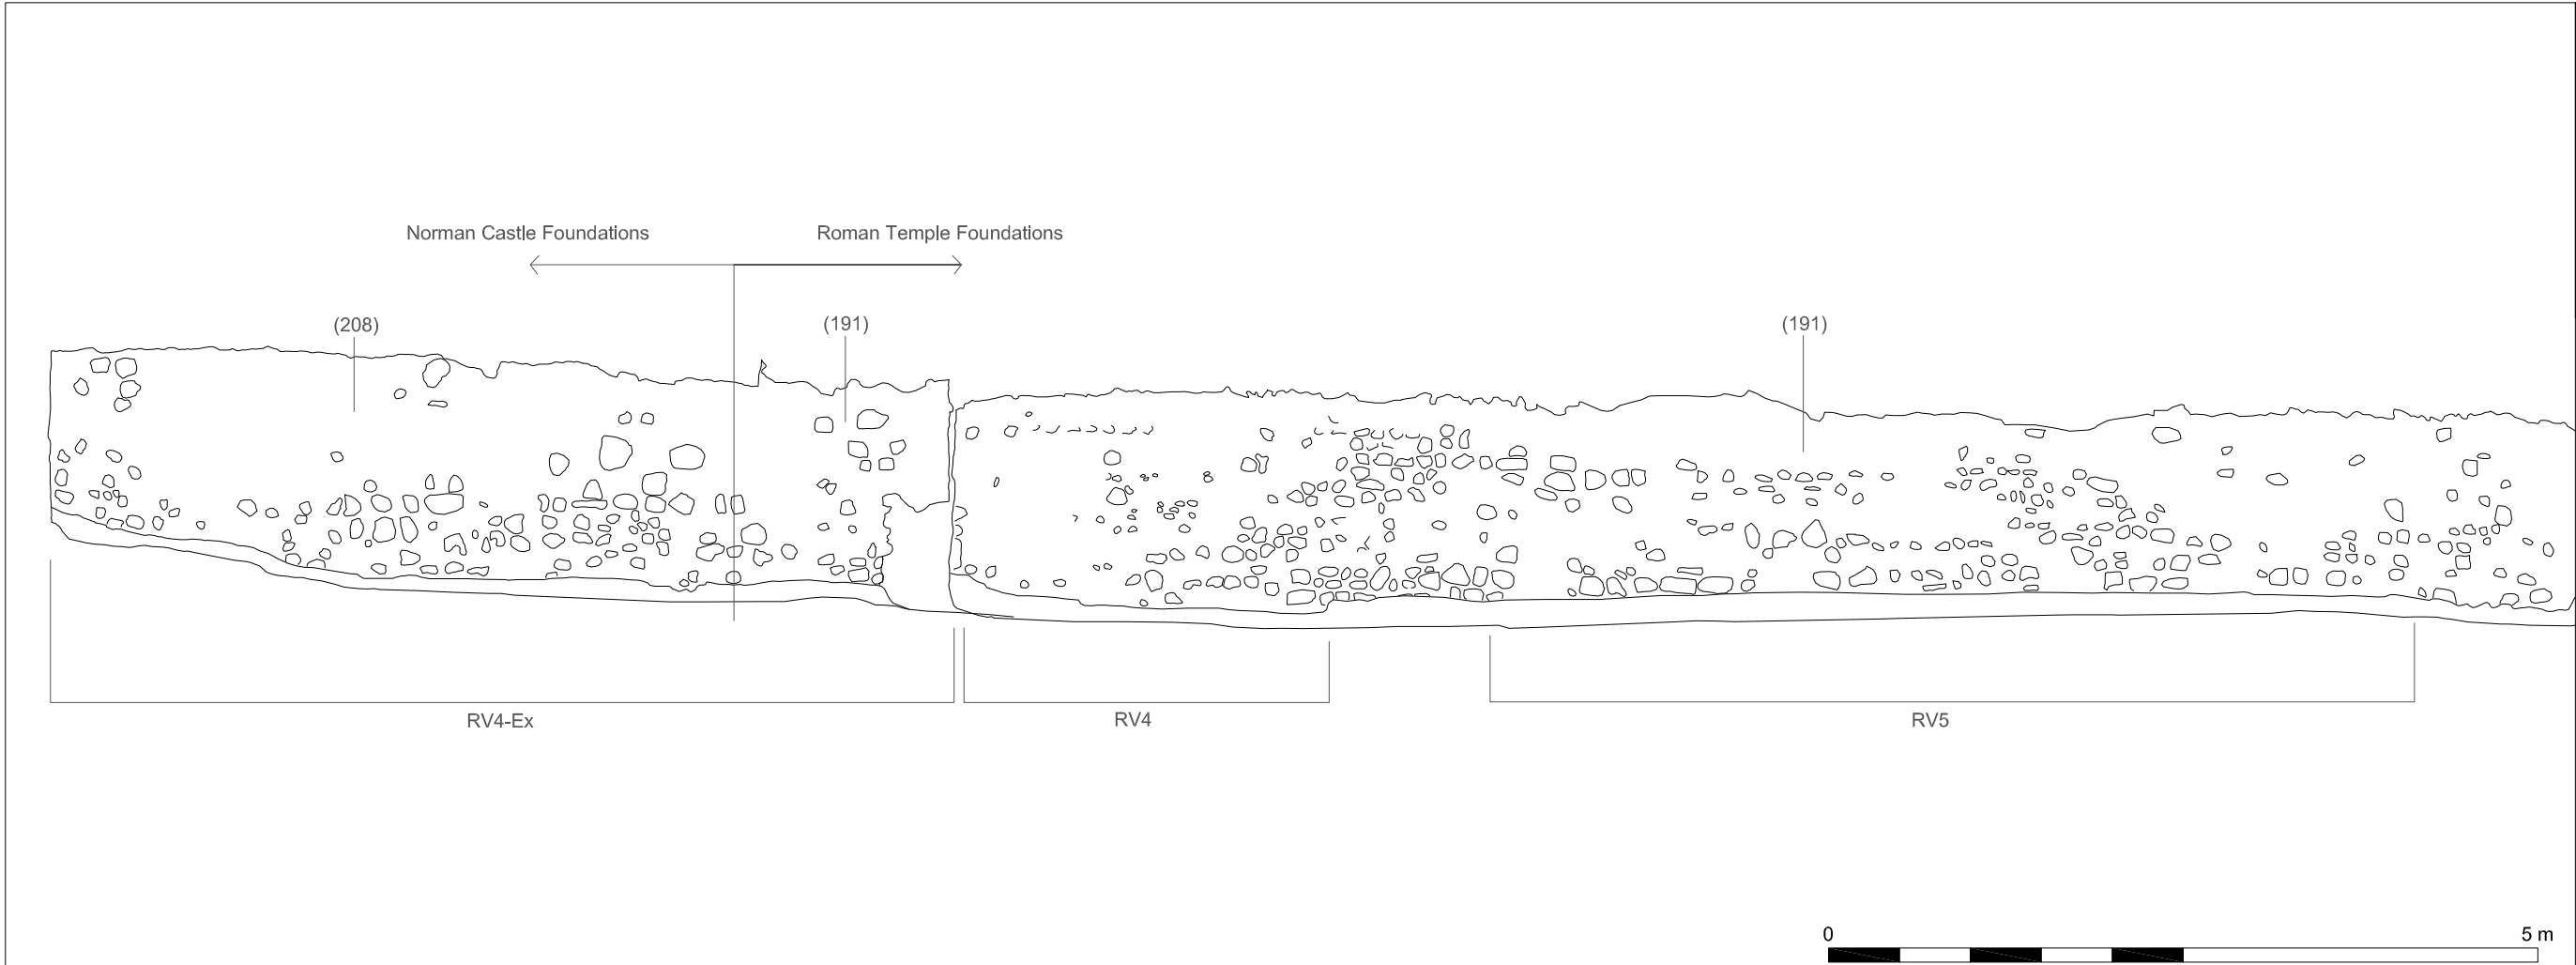 Norman Castle Foundations
Roman Temple Foundations
(208)
(191)
(191)
RV4-Ex
RV4
RV5
0
5 m